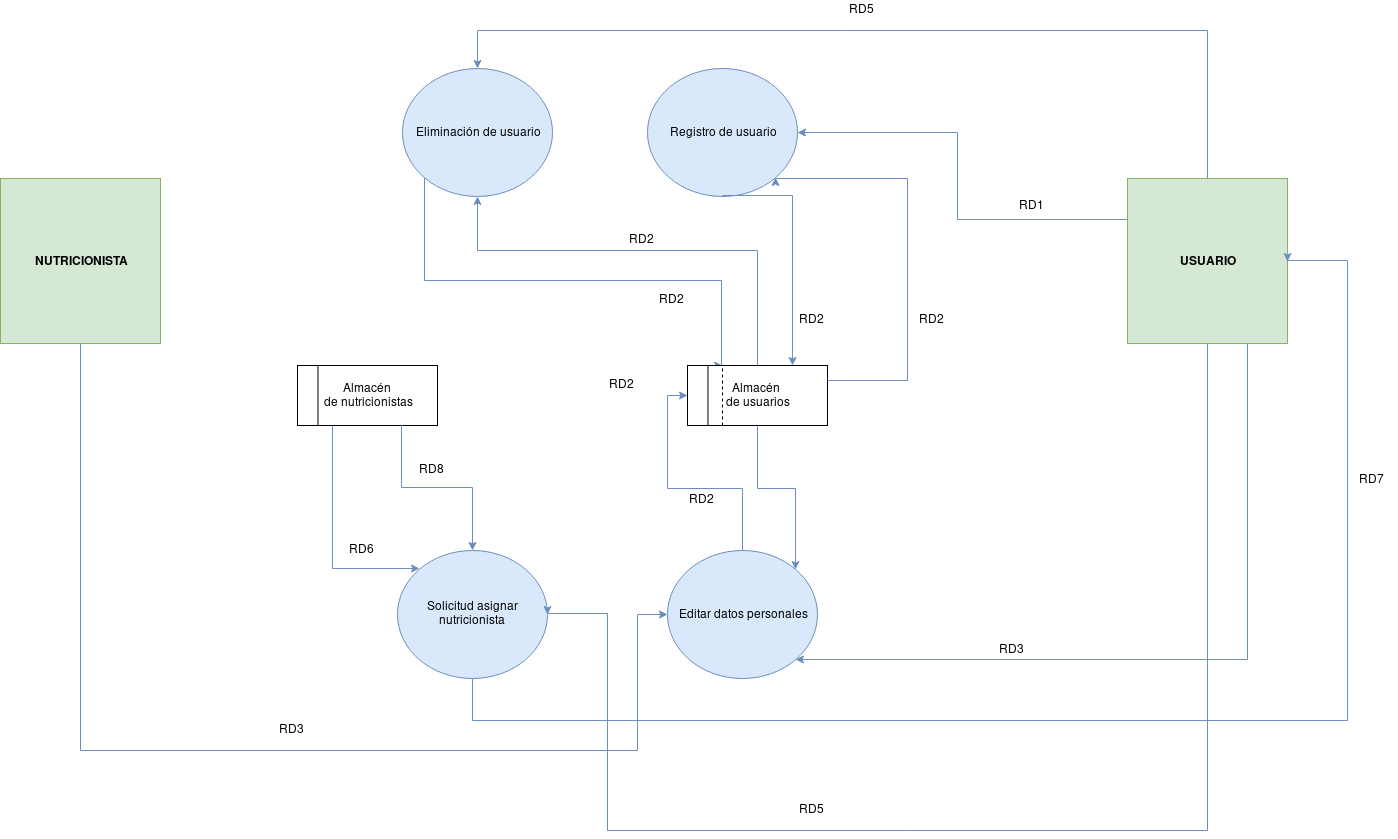 RD5
Eliminación de usuario
Registro de usuario
RD1
RD2
NUTRICIONISTA
USUARIO
RD2
RD2
RD2
RD2
Almacén
de nutricionistas
Almacén
de usuarios
RD8
RD7
RD2
RD6
Solicitud asignar
nutricionista
Editar datos personales
RD3
RD3
RD5